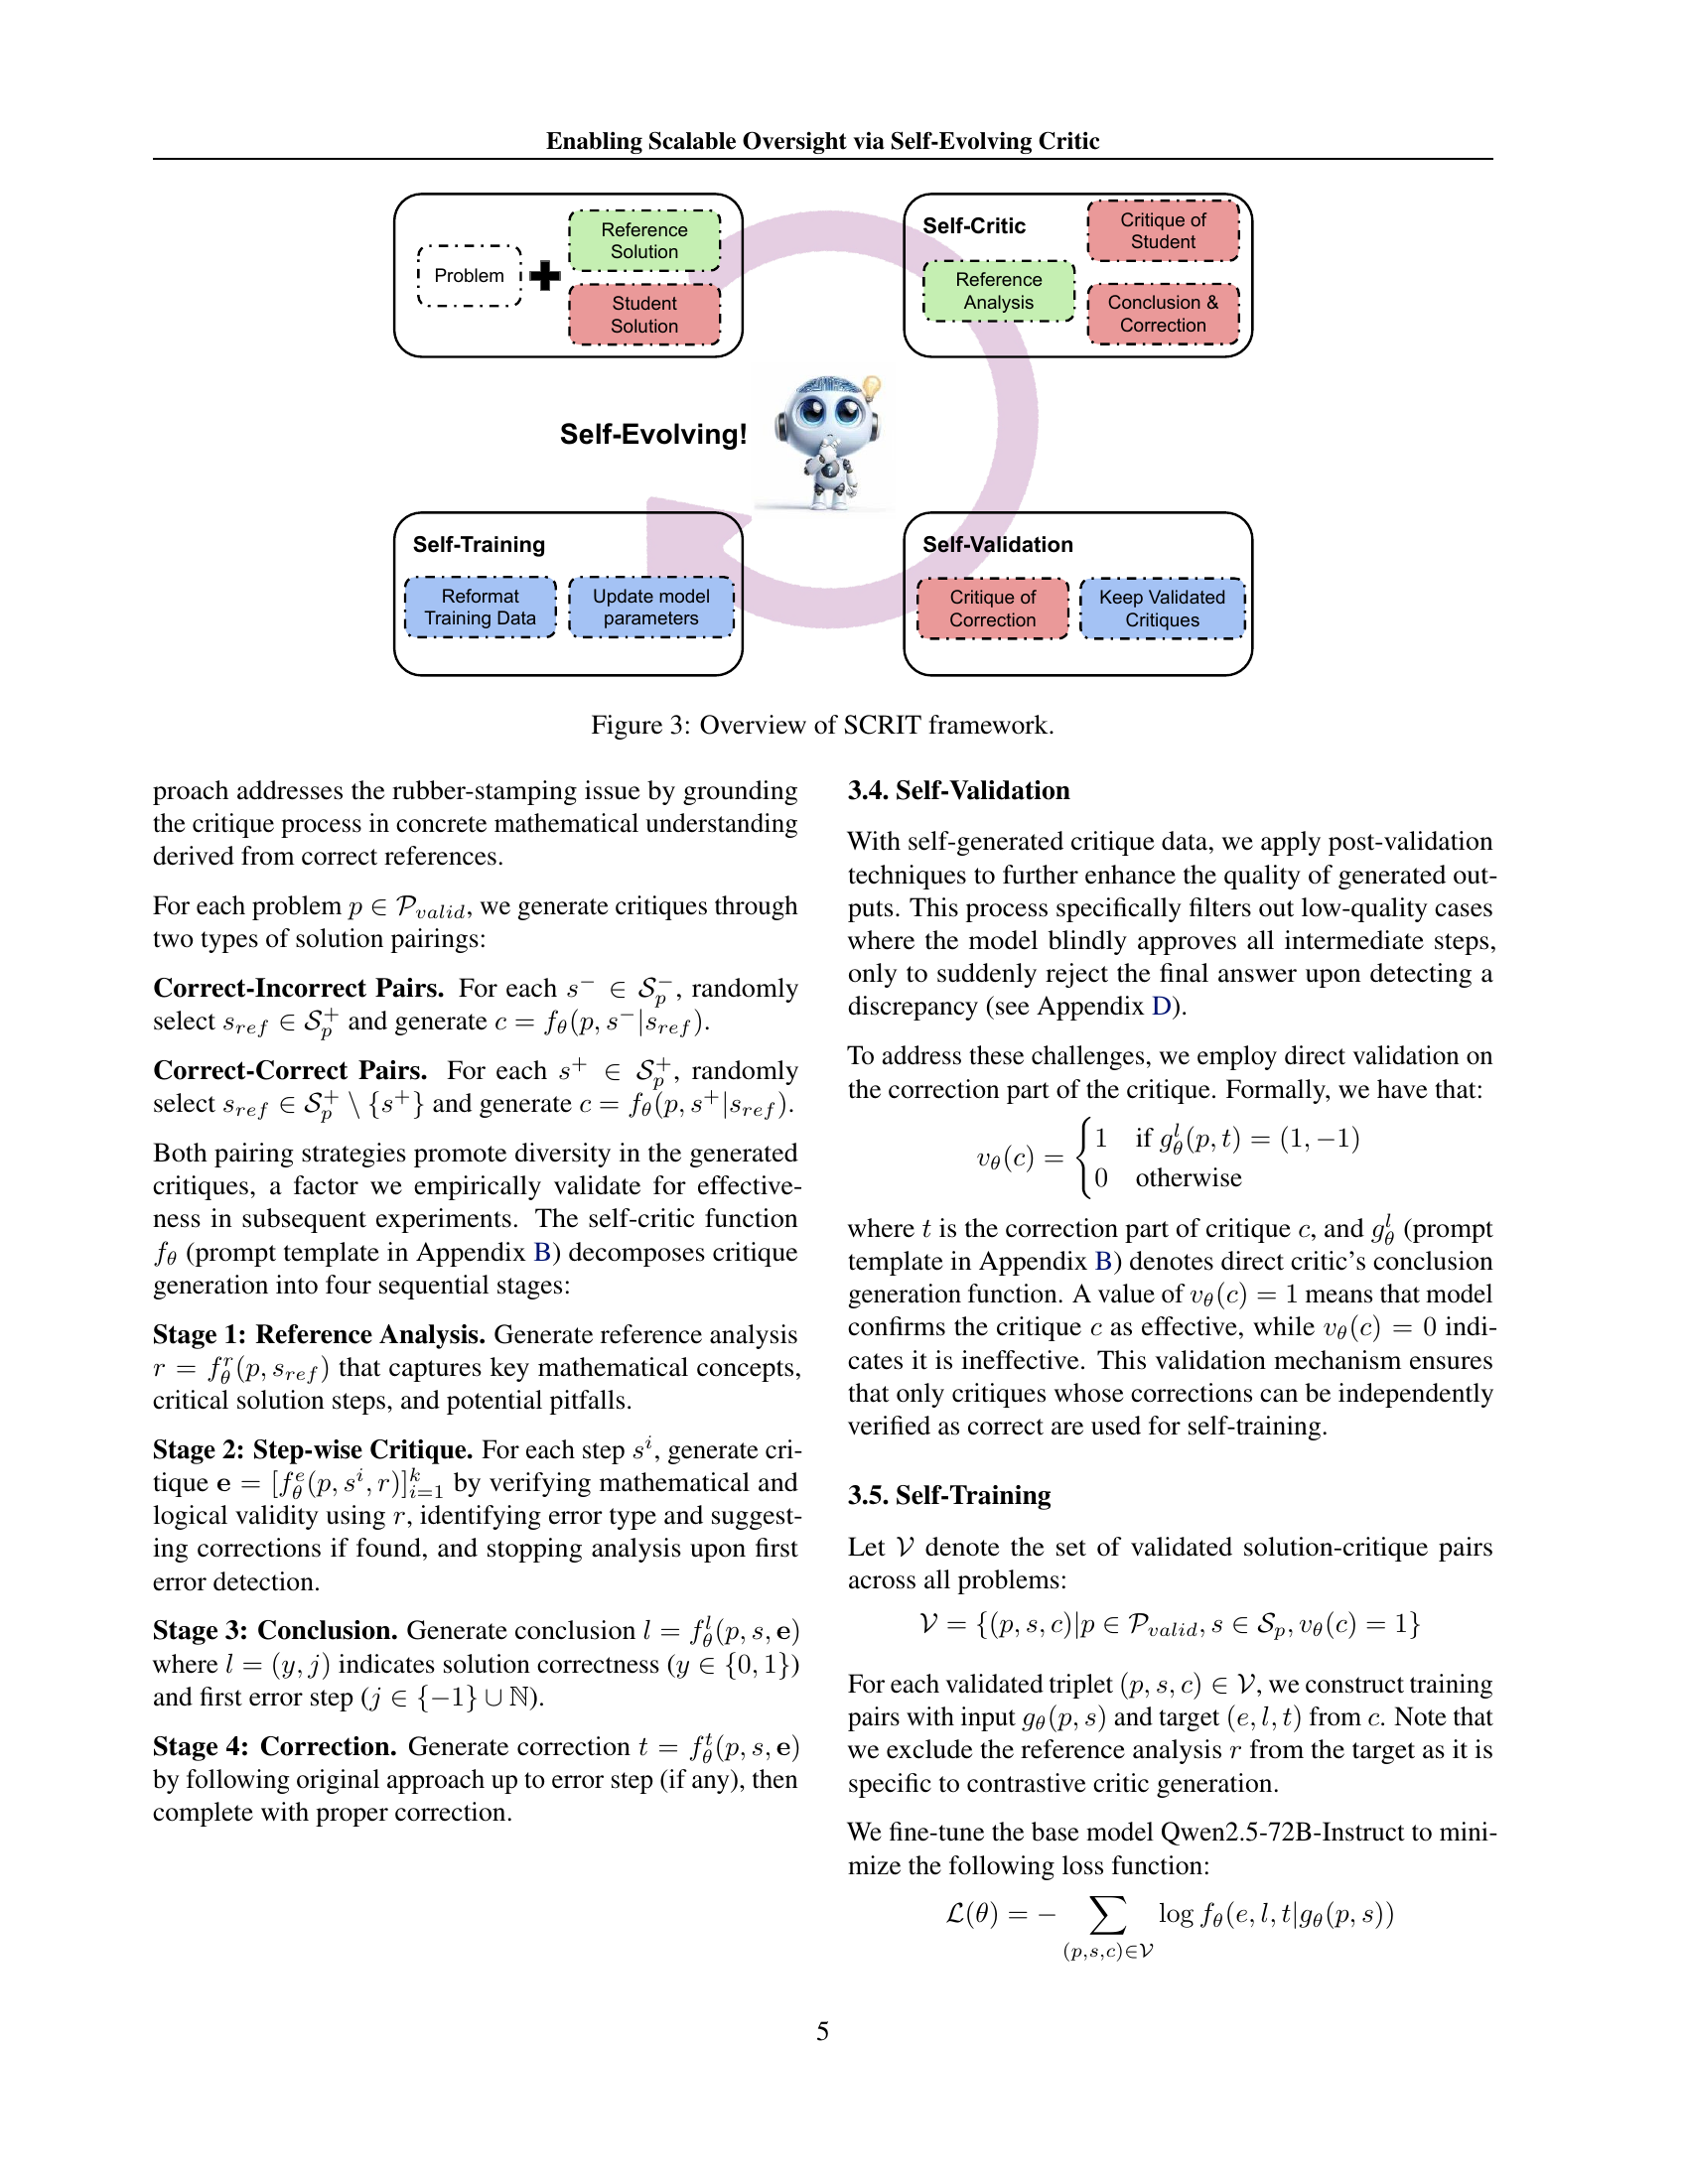 Enabling Scalable Oversight via Self-Evolving Critic
Problem
Reference
Solution
Student
Solution
Self-Critic
Reference
Analysis
Critique of
Student
Conclusion &
Correction
Self-Evolving!
Self-Training
Reformat
Training Data
Update model
parameters
Self-Validation
Critique of
Correction
Keep Validated
Critiques
Figure 3: Overview of SCRIT framework.
proach addresses the rubber-stamping issue by grounding
the critique process in concrete mathematical understanding
derived from correct references.
For each problem $p \in \mathcal{P}_{valid}$, we generate critiques through
two types of solution pairings:
Correct-Incorrect Pairs. For each $s^- \in \mathcal{S}_p^-$, randomly
select $s_{ref} \in \mathcal{S}_p^+$ and generate $c = f_\theta(p, s^-|s_{ref})$.
Correct-Correct Pairs. For each $s^+ \in \mathcal{S}_p^+$, randomly
select $s_{ref} \in \mathcal{S}_p^+ \setminus \{s^+\}$ and generate $c = f_\theta(p, s^+|s_{ref})$.
Both pairing strategies promote diversity in the generated
critiques, a factor we empirically validate for effective-
ness in subsequent experiments. The self-critic function
$f_\theta$ (prompt template in Appendix B) decomposes critique
generation into four sequential stages:
Stage 1: Reference Analysis. Generate reference analysis
$r = f_\theta^r(p, s_{ref})$ that captures key mathematical concepts,
critical solution steps, and potential pitfalls.
Stage 2: Step-wise Critique. For each step $s^i$, generate cri-
tique $\mathbf{e} = [f_\theta^e(p, s^i, r)]_{i=1}^k$ by verifying mathematical and
logical validity using $r$, identifying error type and suggest-
ing corrections if found, and stopping analysis upon first
error detection.
Stage 3: Conclusion. Generate conclusion $l = f_\theta^l(p, s, \mathbf{e})$
where $l = (y, j)$ indicates solution correctness ($y \in \{0, 1\}$)
and first error step ($j \in \{-1\} \cup \mathbb{N}$).
Stage 4: Correction. Generate correction $t = f_\theta^t(p, s, \mathbf{e})$
by following original approach up to error step (if any), then
complete with proper correction.
3.4. Self-Validation
With self-generated critique data, we apply post-validation
techniques to further enhance the quality of generated out-
puts. This process specifically filters out low-quality cases
where the model blindly approves all intermediate steps,
only to suddenly reject the final answer upon detecting a
discrepancy (see Appendix D).
To address these challenges, we employ direct validation on
the correction part of the critique. Formally, we have that:
$v_\theta(c) = \begin{cases} 1 & \text{if } g_\theta^l(p, t) = (1, -1) \\ 0 & \text{otherwise} \end{cases}$
where $t$ is the correction part of critique $c$, and $g_\theta^l$ (prompt
template in Appendix B) denotes direct critic's conclusion
generation function. A value of $v_\theta(c) = 1$ means that model
confirms the critique $c$ as effective, while $v_\theta(c) = 0$ indi-
cates it is ineffective. This validation mechanism ensures
that only critiques whose corrections can be independently
verified as correct are used for self-training.
3.5. Self-Training
Let $\mathcal{V}$ denote the set of validated solution-critique pairs
across all problems:
$\mathcal{V} = \{(p, s, c)|p \in \mathcal{P}_{valid}, s \in \mathcal{S}_p, v_\theta(c) = 1\}$
For each validated triplet $(p, s, c) \in \mathcal{V}$, we construct training
pairs with input $g_\theta(p, s)$ and target $(e, l, t)$ from $c$. Note that
we exclude the reference analysis $r$ from the target as it is
specific to contrastive critic generation.
We fine-tune the base model Qwen2.5-72B-Instruct to mini-
mize the following loss function:
$\mathcal{L}(\theta) = - \sum_{(p,s,c)\in\mathcal{V}} \log f_\theta(e, l, t|g_\theta(p, s))$
5